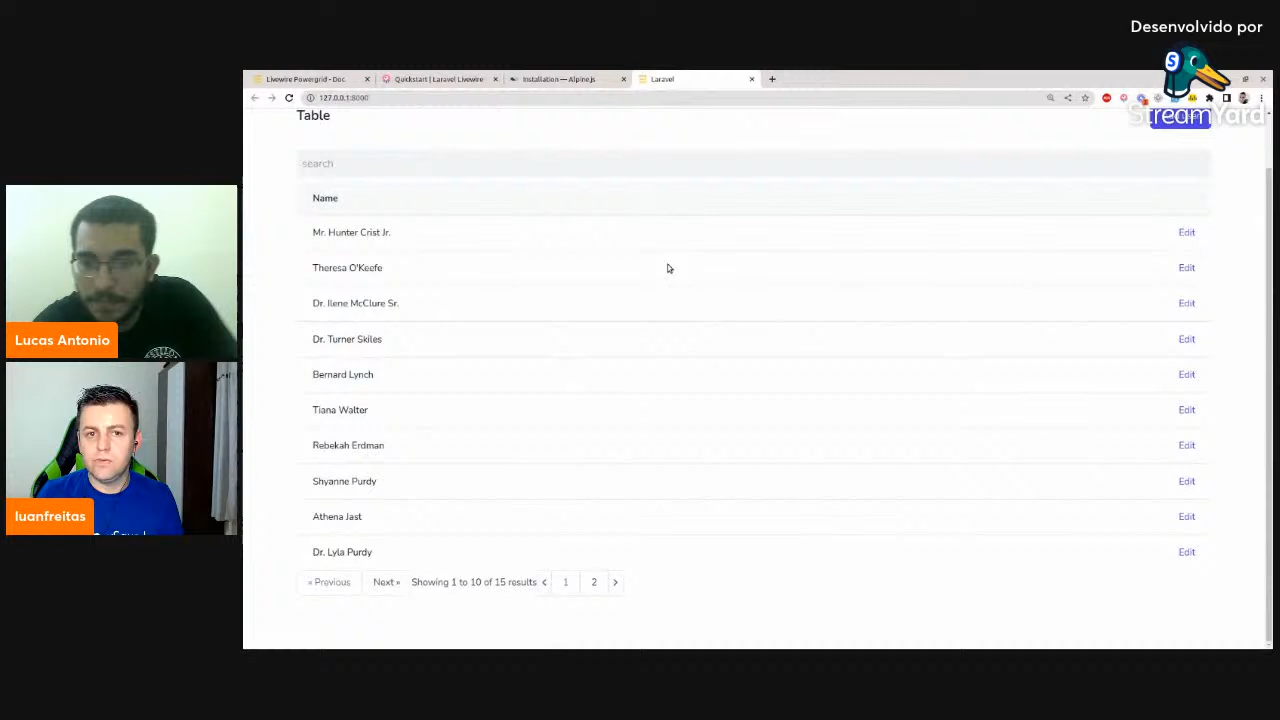 Desenvolvido por
StreamYard
Livewire Powergrid - Doc
Quickstart | Laravel Livewire
Installation — Alpine.js
Laravel
127.0.0.1:8000
Table
search
Name
Mr. Hunter Crist Jr.
Edit
Theresa O'Keefe
Edit
Dr. Ilene McClure Sr.
Edit
Dr. Turner Skiles
Edit
Bernard Lynch
Edit
Tiana Walter
Edit
Rebekah Erdman
Edit
Shyanne Purdy
Edit
Athena Jast
Edit
Dr. Lyla Purdy
Edit
« Previous
Next »
Showing 1 to 10 of 15 results
1
2
Lucas Antonio
luanfreitas